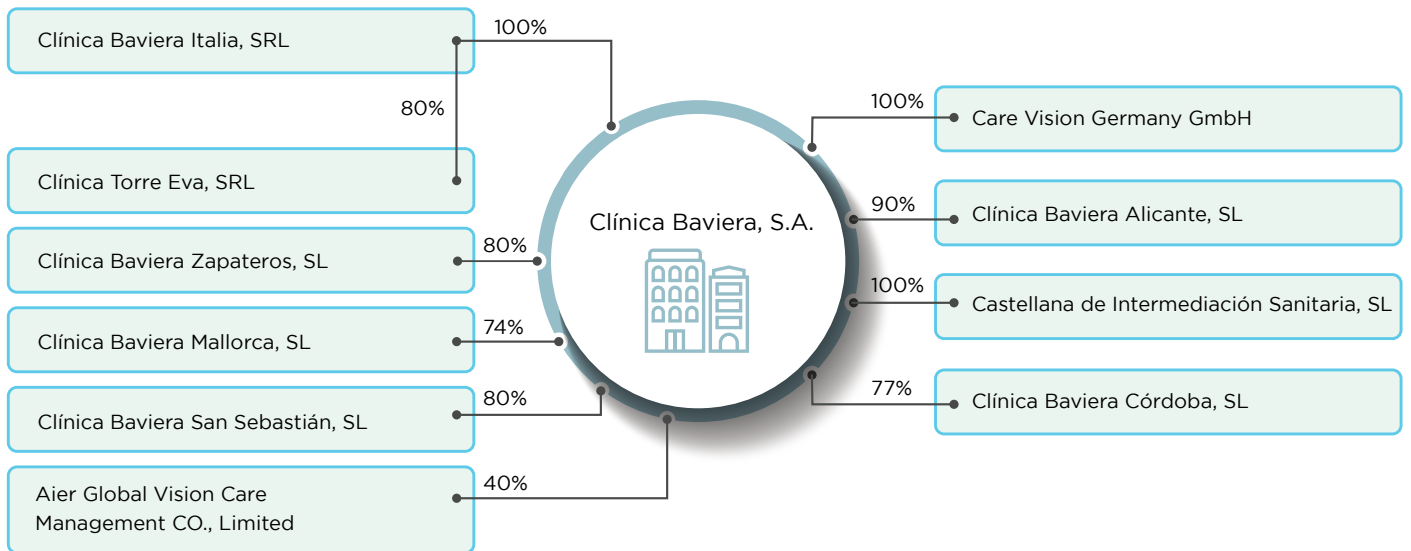 Clínica Baviera Italia, SRL
100%
80%
Clínica Torre Eva, SRL
Clínica Baviera Zapateros, SL
80%
Clínica Baviera Mallorca, SL
74%
Clínica Baviera San Sebastián, SL
80%
Aier Global Vision Care
Management CO., Limited
40%
Clínica Baviera, S.A.
100%
Care Vision Germany GmbH
90%
Clínica Baviera Alicante, SL
100%
Castellana de Intermediación Sanitaria, SL
77%
Clínica Baviera Córdoba, SL